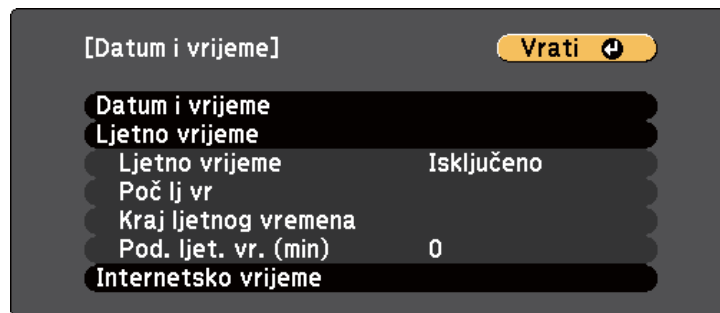 [Datum i vrijeme] Vrati
Datum i vrijeme
Ljetno vrijeme
Ljetno vrijeme Isključeno
Poč lj vr
Kraj ljetnog vremena
Pod. ljet. vr. (min) 0
Internetsko vrijeme